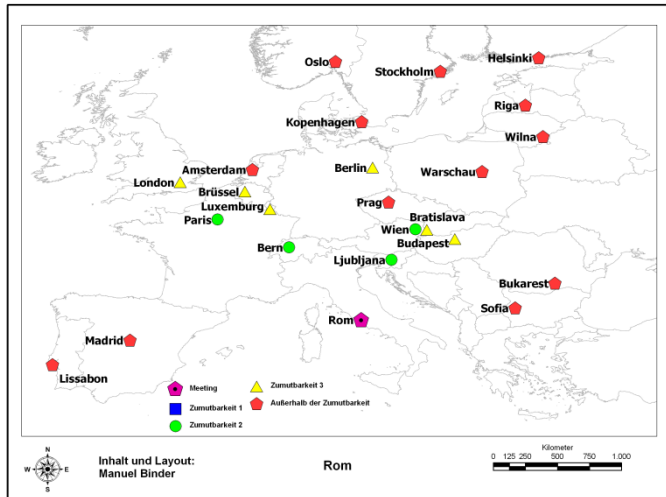 Oslo
Stockholm
Helsinki
Riga
Kopenhagen
Wilna
Amsterdam
Berlin
Warschau
London
Brüssel
Luxemburg
Prag
Paris
Bratislava
Wien
Budapest
Bern
Ljubljana
Bukarest
Sofia
Rom
Madrid
Lissabon
Meeting
Zumutbarkeit 1
Zumutbarkeit 2
Zumutbarkeit 3
Außerhalb der Zumutbarkeit
N
W E
S
Inhalt und Layout:
Manuel Binder
Rom
Kilometer
0 125 250 500 750 1.000